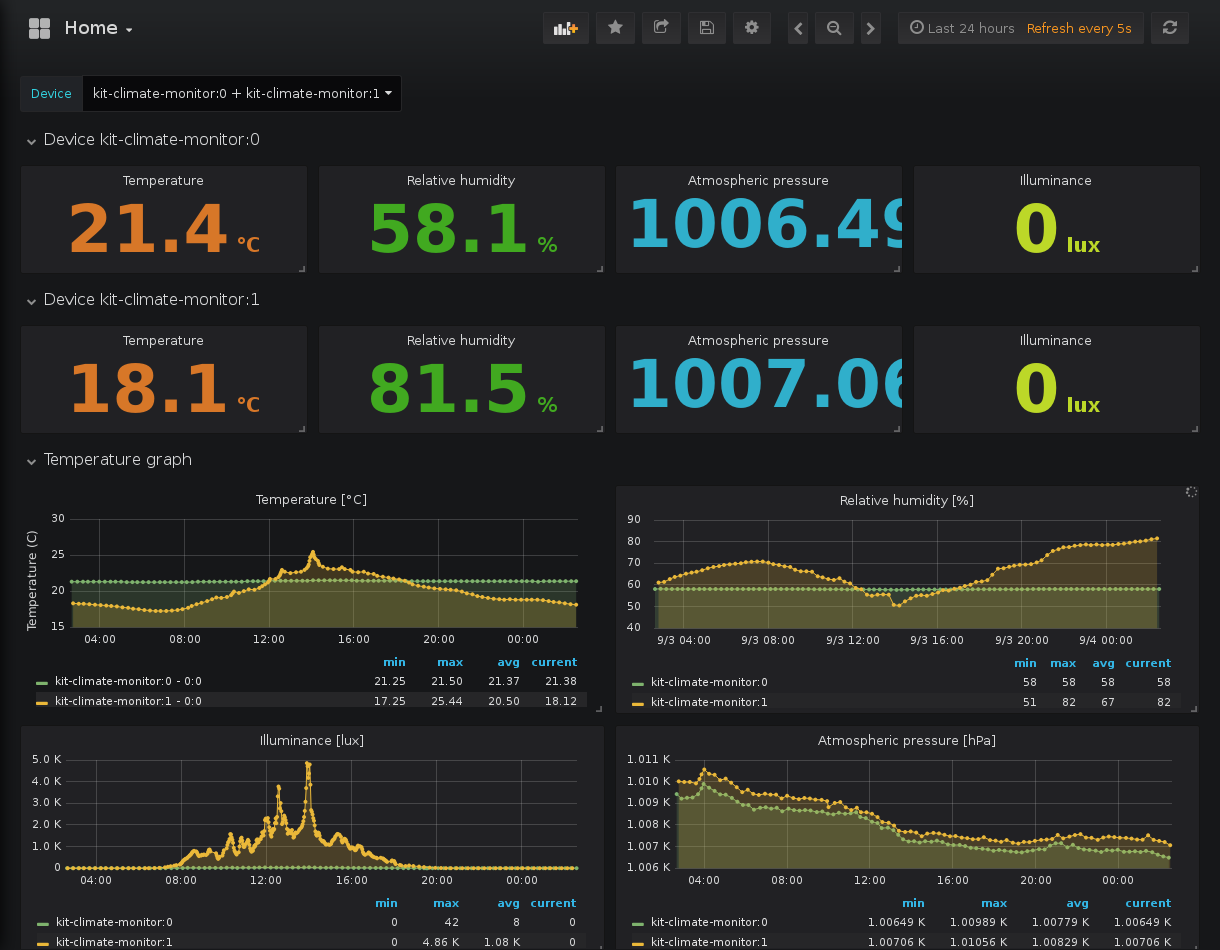 Home
Last 24 hours Refresh every 5s
Device kit-climate-monitor:0 + kit-climate-monitor:1
Device kit-climate-monitor:0
Temperature Relative humidity Atmospheric pressure Illuminance
21.4 °C 58.1 % 1006.49 0 lux
Device kit-climate-monitor:1
Temperature Relative humidity Atmospheric pressure Illuminance
18.1 °C 81.5 % 1007.06 0 lux
Temperature graph
Temperature [°C]
Temperature (C)
30
25
20
15
04:00 08:00 12:00 16:00 20:00 00:00
min max avg current
kit-climate-monitor:0 - 0:0 21.25 21.50 21.37 21.38
kit-climate-monitor:1 - 0:0 17.25 25.44 20.50 18.12
Relative humidity [%]
90
80
70
60
50
40
9/3 04:00 9/3 08:00 9/3 12:00 9/3 16:00 9/3 20:00 9/4 00:00
min max avg current
kit-climate-monitor:0 58 58 58 58
kit-climate-monitor:1 51 82 67 82
Illuminance [lux]
5.0 K
4.0 K
3.0 K
2.0 K
1.0 K
0
04:00 08:00 12:00 16:00 20:00 00:00
min max avg current
kit-climate-monitor:0 0 42 8 0
kit-climate-monitor:1 0 4.86 K 1.08 K 0
Atmospheric pressure [hPa]
1.011 K
1.010 K
1.009 K
1.008 K
1.007 K
1.006 K
04:00 08:00 12:00 16:00 20:00 00:00
min max avg current
kit-climate-monitor:0 1.00649 K 1.00989 K 1.00779 K 1.00649 K
kit-climate-monitor:1 1.00706 K 1.01056 K 1.00829 K 1.00706 K